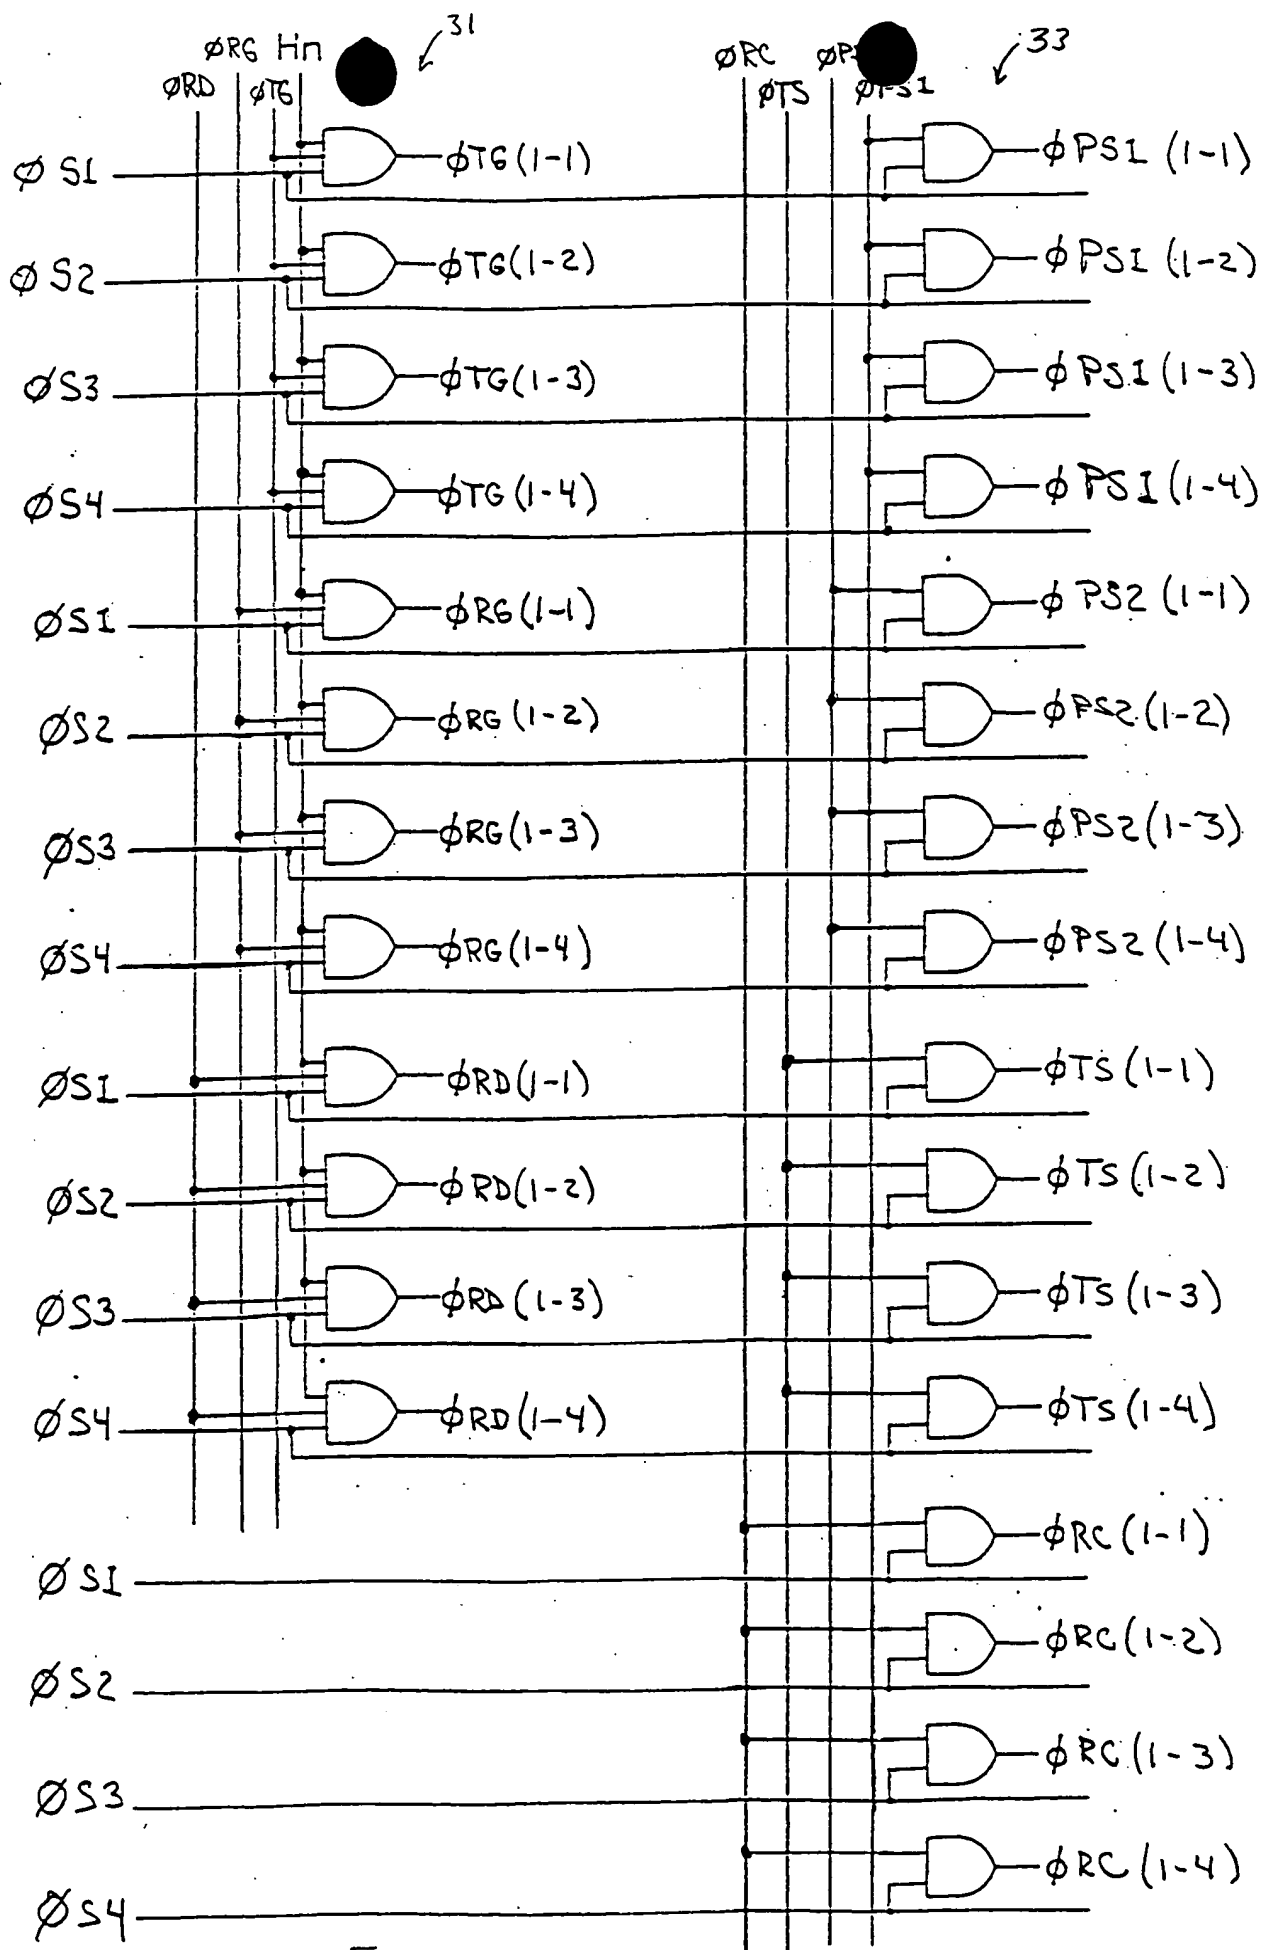 31
33
ØRG Hn
ØRC
ØRD
ØTG
ØTS
ØS1
ϕTG(1-1)
ϕPS1 (1-1)
ØS2
ϕTG(1-2)
ϕPS1 (1-2)
ØS3
ϕTG(1-3)
ϕPS1 (1-3)
ØS4
ϕTG(1-4)
ϕPS1 (1-4)
ØS1
ϕRG(1-1)
ϕPS2 (1-1)
ØS2
ϕRG(1-2)
ϕPS2 (1-2)
ØS3
ϕRG(1-3)
ϕPS2 (1-3)
ØS4
ϕRG(1-4)
ϕPS2 (1-4)
ØS1
ϕRD(1-1)
ϕTS (1-1)
ØS2
ϕRD(1-2)
ϕTS (1-2)
ØS3
ϕRD(1-3)
ϕTS (1-3)
ØS4
ϕRD(1-4)
ϕTS (1-4)
ØS1
ϕRC (1-1)
ØS2
ϕRC (1-2)
ØS3
ϕRC (1-3)
ØS4
ϕRC (1-4)